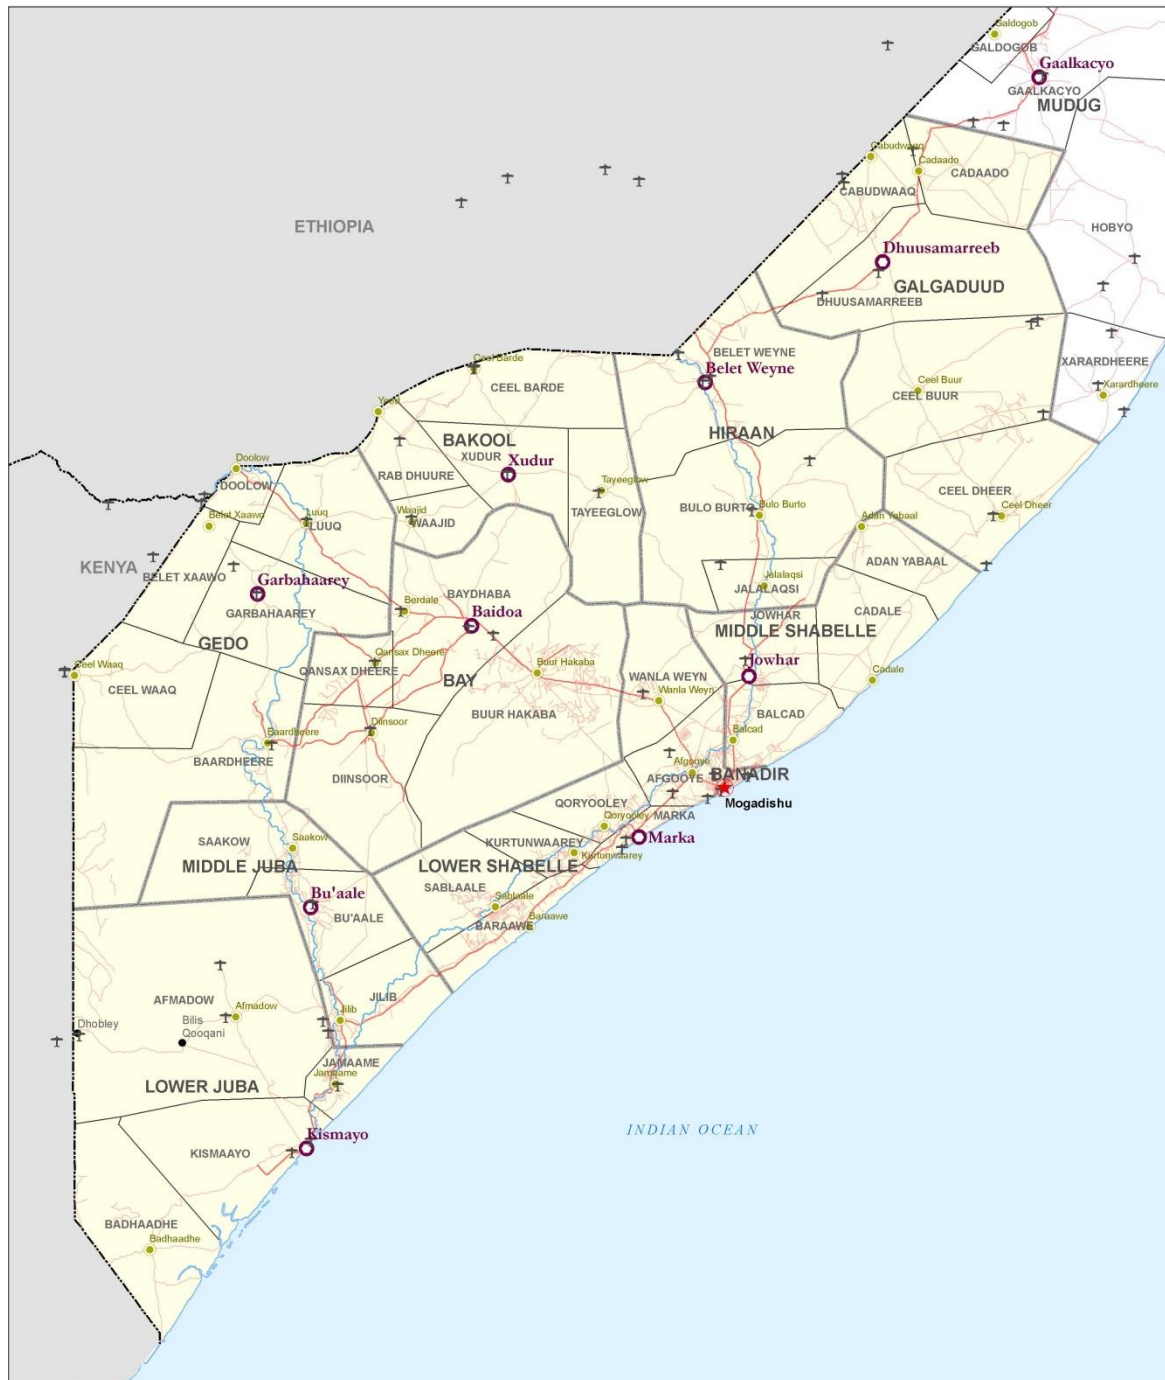 Galdogob
GALDOGOB
Gaalkacyo
GAALKACYO
MUDUG
Cabudwaaq
Cadaado
CADAADO
CABUDWAAQ
ETHIOPIA
HOBYO
Dhuusamarreeb
GALGADUUD
DHUUSAMARREEB
BELET WEYNE
Belet Weyne
Ceel Barde
CEEL BARDE
XARARDHEERE
Xarardheere
Ceel Buur
CEEL BUUR
Yeed
HIRAAN
BAKOOL
XUDUR
Xudur
Doolow
DOOLOW
RAB DHUURE
Tayeeglow
TAYEEGLOW
CEEL DHEER
Ceel Dheer
BULO BURTO
Bulo Burto
Waajid
WAAJID
Luuq
LUUQ
Belet Xaawo
Adan Yabaal
ADAN YABAAL
KENYA
BELET XAAWO
Garbahaarey
GARBAHAAREY
Jalalaqsi
JALALAQSI
BAYDHABA
Berdale
Baidoa
JOWHAR
CADALE
MIDDLE SHABELLE
GEDO
Qansax Dheere
QANSAX DHEERE
Buur Hakaba
Jowhar
Ceel Waaq
CEEL WAAQ
BAY
WANLA WEYN
Wanla Weyn
Cadale
BUUR HAKABA
BALCAD
Balcad
Baardheere
BAARDHEERE
Diinsoor
DIINSOOR
Afgooye
AFGOOYE
BANADIR
Mogadishu
QORYOOLEY
MARKA
Qoryooley
Marka
SAAKOW
Saakow
KURTUNWAAREY
Kurtunwaarey
MIDDLE JUBA
LOWER SHABELLE
Bu'aale
BU'AALE
SABLAALE
Sablaale
BARAAWE
Baraawe
AFMADOW
Afmadow
JILIB
Jilib
Dhobley
Bilis
Qooqani
JAMAAME
Jamaame
LOWER JUBA
Kismayo
KISMAAYO
INDIAN OCEAN
BADHAADHE
Badhaadhe